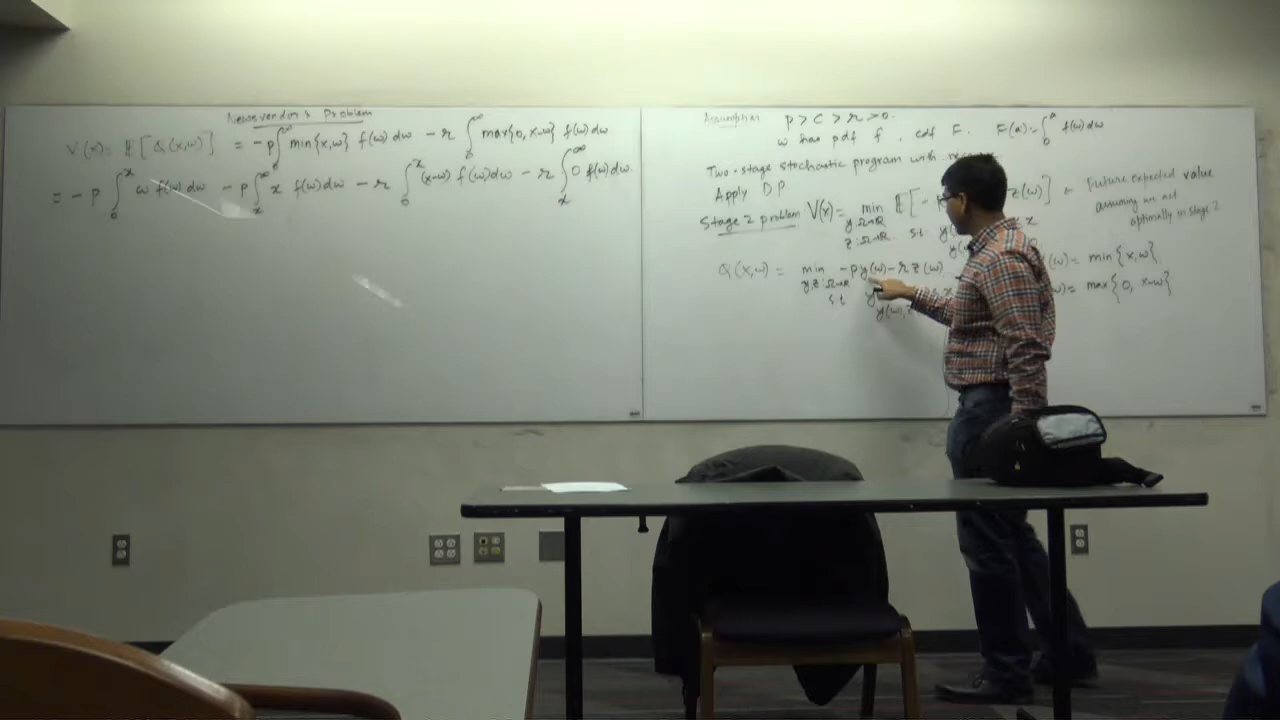 Newsvendor's Problem
V(x) = E[Q(x,ω)] = -p∫₀^∞ min{x,ω} f(ω)dω - r ∫₀^∞ max{0, x-ω} f(ω)dω
= -p ∫₀^x ω f(ω)dω - p∫ₓ^∞ x f(ω)dω - r ∫₀^x (x-ω) f(ω)dω - r ∫ₓ^∞ 0 f(ω)dω.
Assumption p > c > r > 0.
ω has pdf f, cdf F. F(a) = ∫₀^a f(ω)dω
Two-stage stochastic program with
Apply DP
Stage 2 problem V(x) = min E[- z(ω)] ← Future expected value
y:Ω→R s.t. y x assuming we act
z:Ω→R optimally in Stage 2
Q(x,ω) = min -p y(ω) - r z(ω) (ω) = min{x,ω}
y,z:Ω→R (ω) = max{0, x-ω}
s.t. y
y(ω),